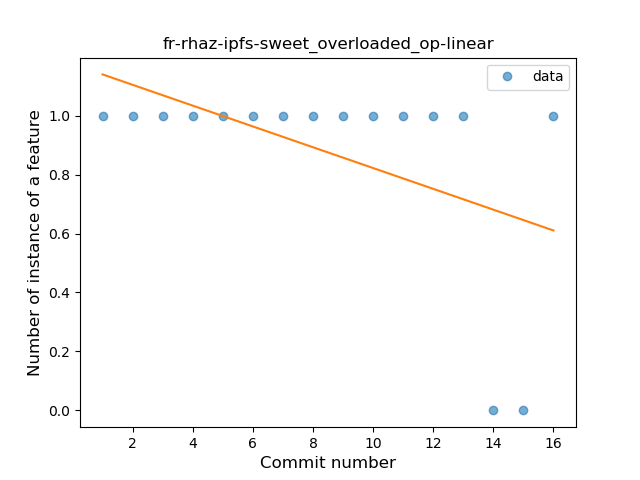 fr-rhaz-ipfs-sweet_overloaded_op-linear
data
Number of instance of a feature
1.0
0.8
0.6
0.4
0.2
0.0
2 4 6 8 10 12 14 16
Commit number